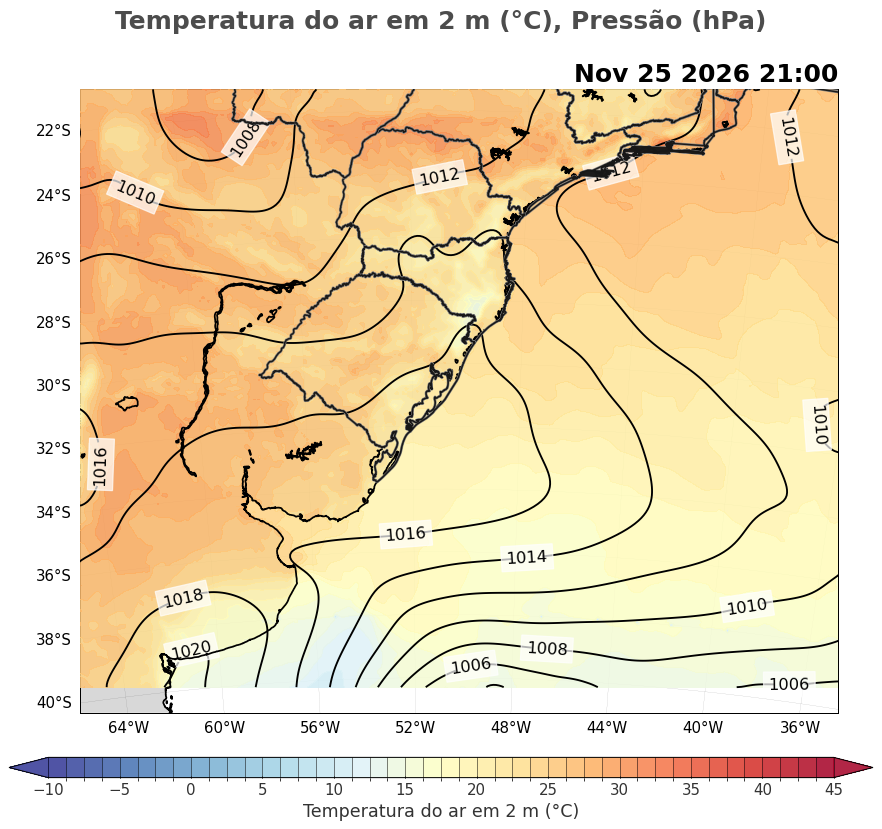 Temperatura do ar em 2 m (°C), Pressão (hPa)
Nov 25 2026 21:00
22°S
24°S
26°S
28°S
30°S
32°S
34°S
36°S
38°S
40°S
1008
1012
1010
1012
1012
1010
1016
1016
1014
1018
1010
1020
1008
1006
1006
64°W 60°W 56°W 52°W 48°W 44°W 40°W 36°W
−10 −5 0 5 10 15 20 25 30 35 40 45
Temperatura do ar em 2 m (°C)